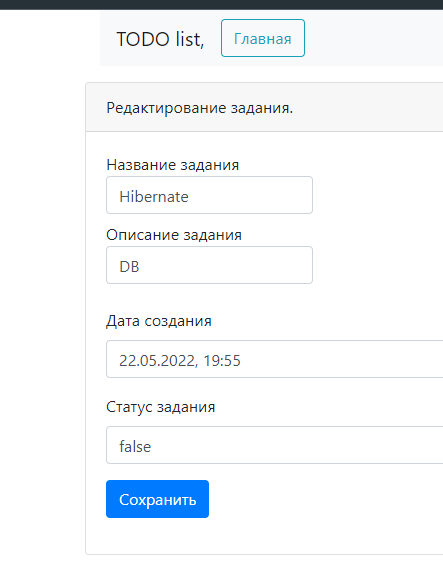 TODO list, Главная
Редактирование задания.
Название задания
Hibernate
Описание задания
DB
Дата создания
22.05.2022, 19:55
Статус задания
false
Сохранить